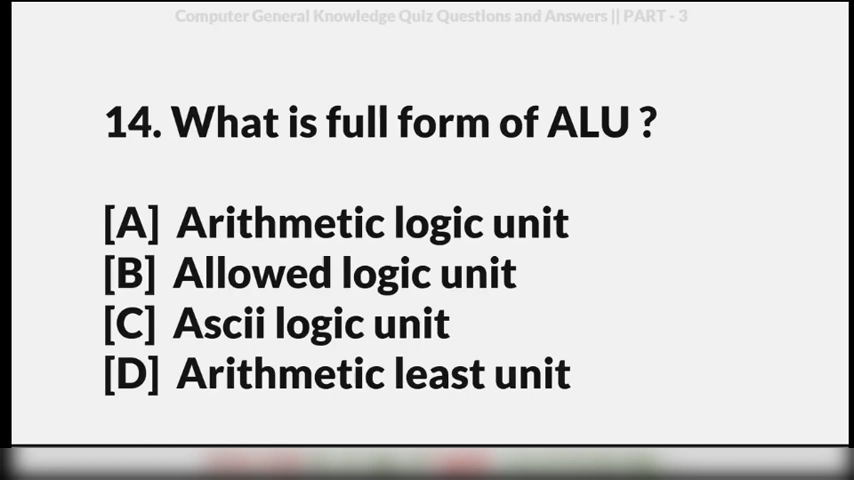 Computer General Knowledge Quiz Questions and Answers || PART - 3
14. What is full form of ALU ?
[A] Arithmetic logic unit
[B] Allowed logic unit
[C] Ascii logic unit
[D] Arithmetic least unit